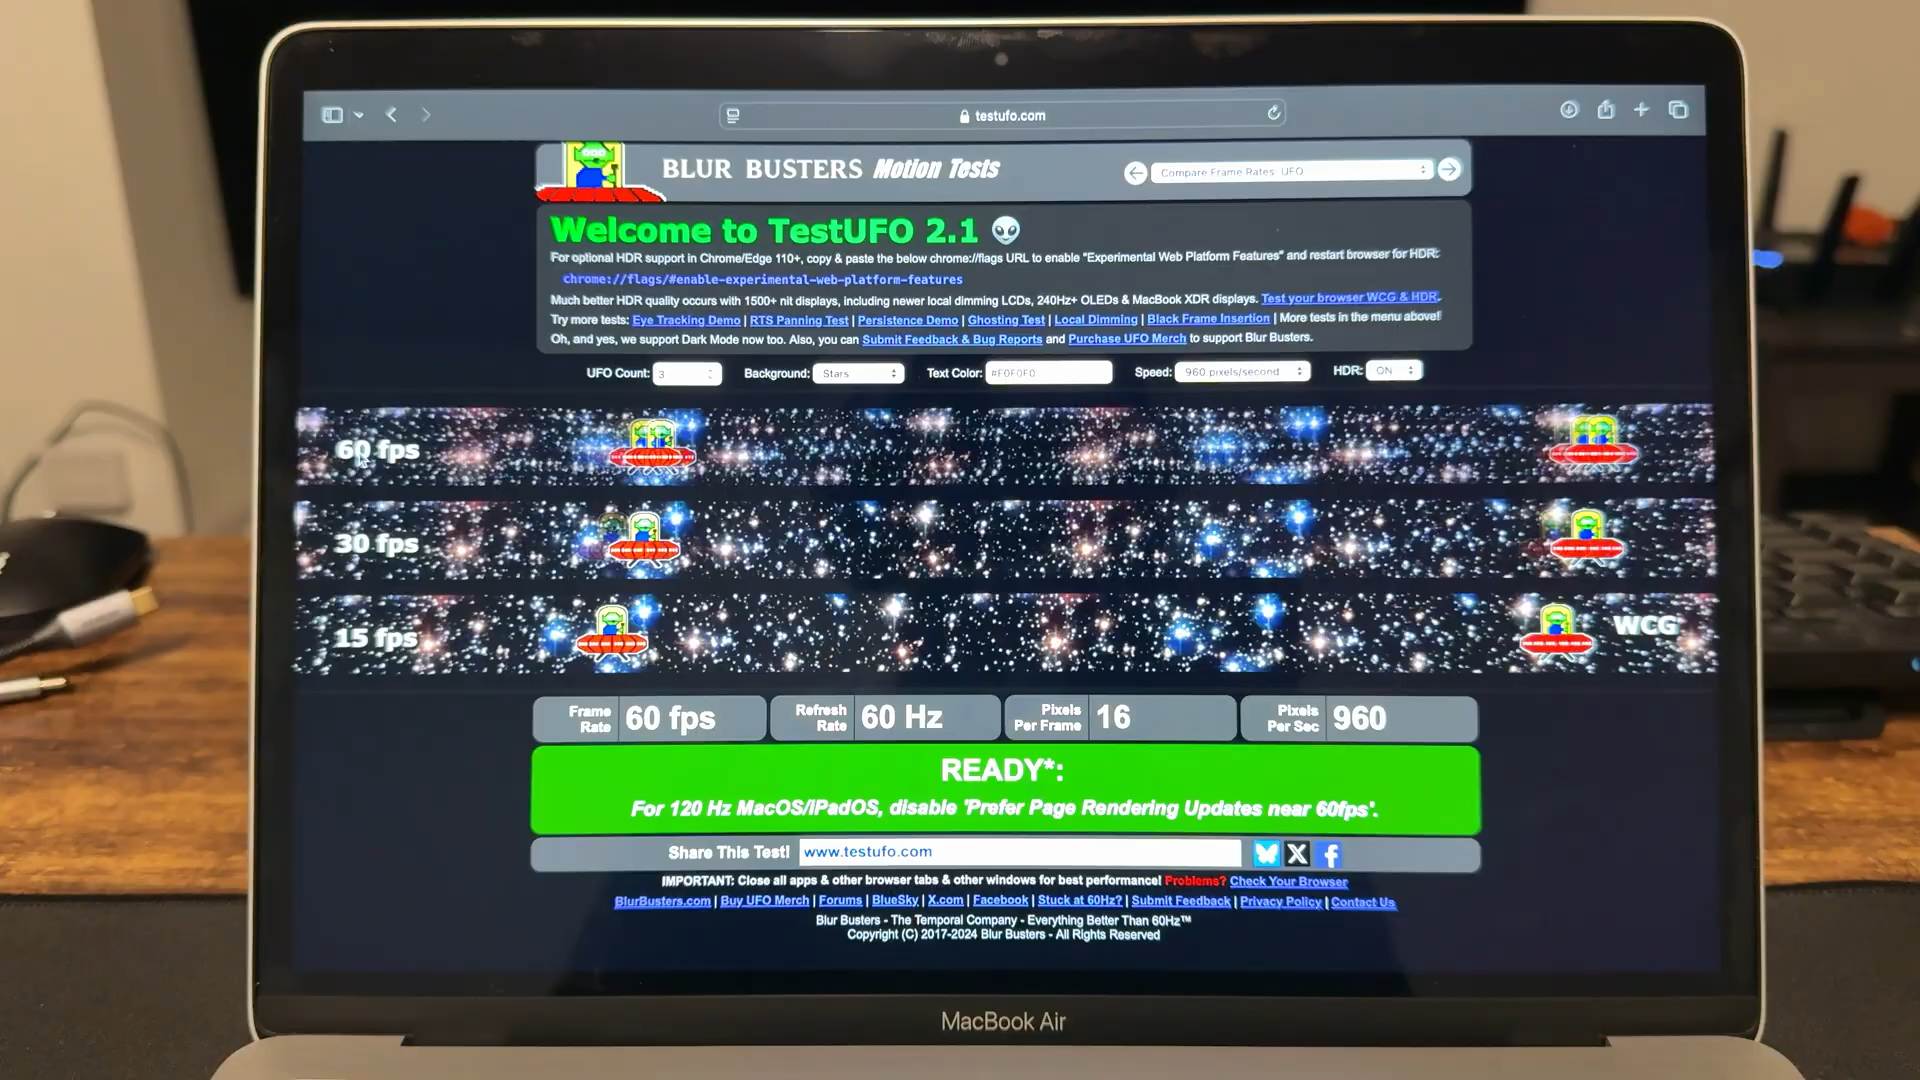 testufo.com
BLUR BUSTERS Motion Tests
Compare Frame Rates: UFO
Welcome to TestUFO 2.1
For optional HDR support in Chrome/Edge 110+, copy & paste the below chrome://flags URL to enable "Experimental Web Platform Features" and restart browser for HDR:
chrome://flags/#enable-experimental-web-platform-features
Much better HDR quality occurs with 1500+ nit displays, including newer local dimming LCDs, 240Hz+ OLEDs & MacBook XDR displays. Test your browser WCG & HDR.
Try more tests: Eye Tracking Demo | RTS Panning Test | Persistence Demo | Ghosting Test | Local Dimming | Black Frame Insertion | More tests in the menu above!
Oh, and yes, we support Dark Mode now too. Also, you can Submit Feedback & Bug Reports and Purchase UFO Merch to support Blur Busters.
UFO Count: 3 Background: Stars Text Color: #F0F0F0 Speed: 960 pixels/second HDR: ON
60 fps
30 fps
15 fps WCG
Frame Rate 60 fps Refresh Rate 60 Hz Pixels Per Frame 16 Pixels Per Sec 960
READY*:
For 120 Hz MacOS/iPadOS, disable 'Prefer Page Rendering Updates near 60fps'.
Share This Test! www.testufo.com
IMPORTANT: Close all apps & other browser tabs & other windows for best performance! Problems? Check Your Browser
BlurBusters.com | Buy UFO Merch | Forums | BlueSky | X.com | Facebook | Stuck at 60Hz? | Submit Feedback | Privacy Policy | Contact Us
Blur Busters - The Temporal Company - Everything Better Than 60Hz™
Copyright (C) 2017-2024 Blur Busters - All Rights Reserved
MacBook Air